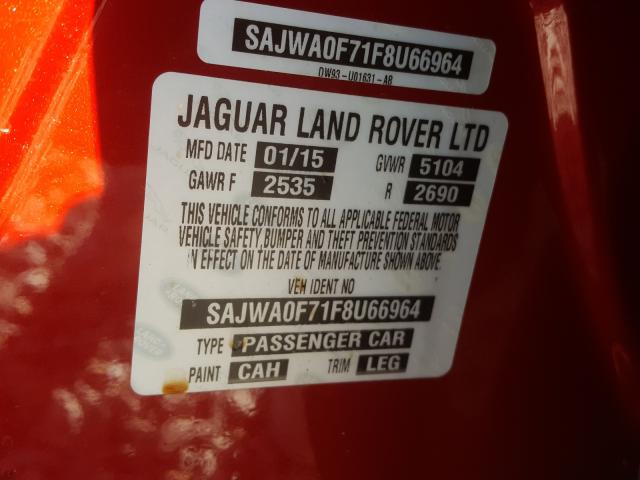 SAJWA0F71F8U66964
DW93-U01631-AB
JAGUAR LAND ROVER LTD
MFD DATE 01/15 GVWR 5104
GAWR F 2535 R 2690
THIS VEHICLE CONFORMS TO ALL APPLICABLE FEDERAL MOTOR
VEHICLE SAFETY,BUMPER AND THEFT PREVENTION STANDARDS
IN EFFECT ON THE DATE OF MANUFACTURE SHOWN ABOVE.
VEH IDENT NO
SAJWA0F71F8U66964
TYPE PASSENGER CAR
PAINT CAH TRIM LEG